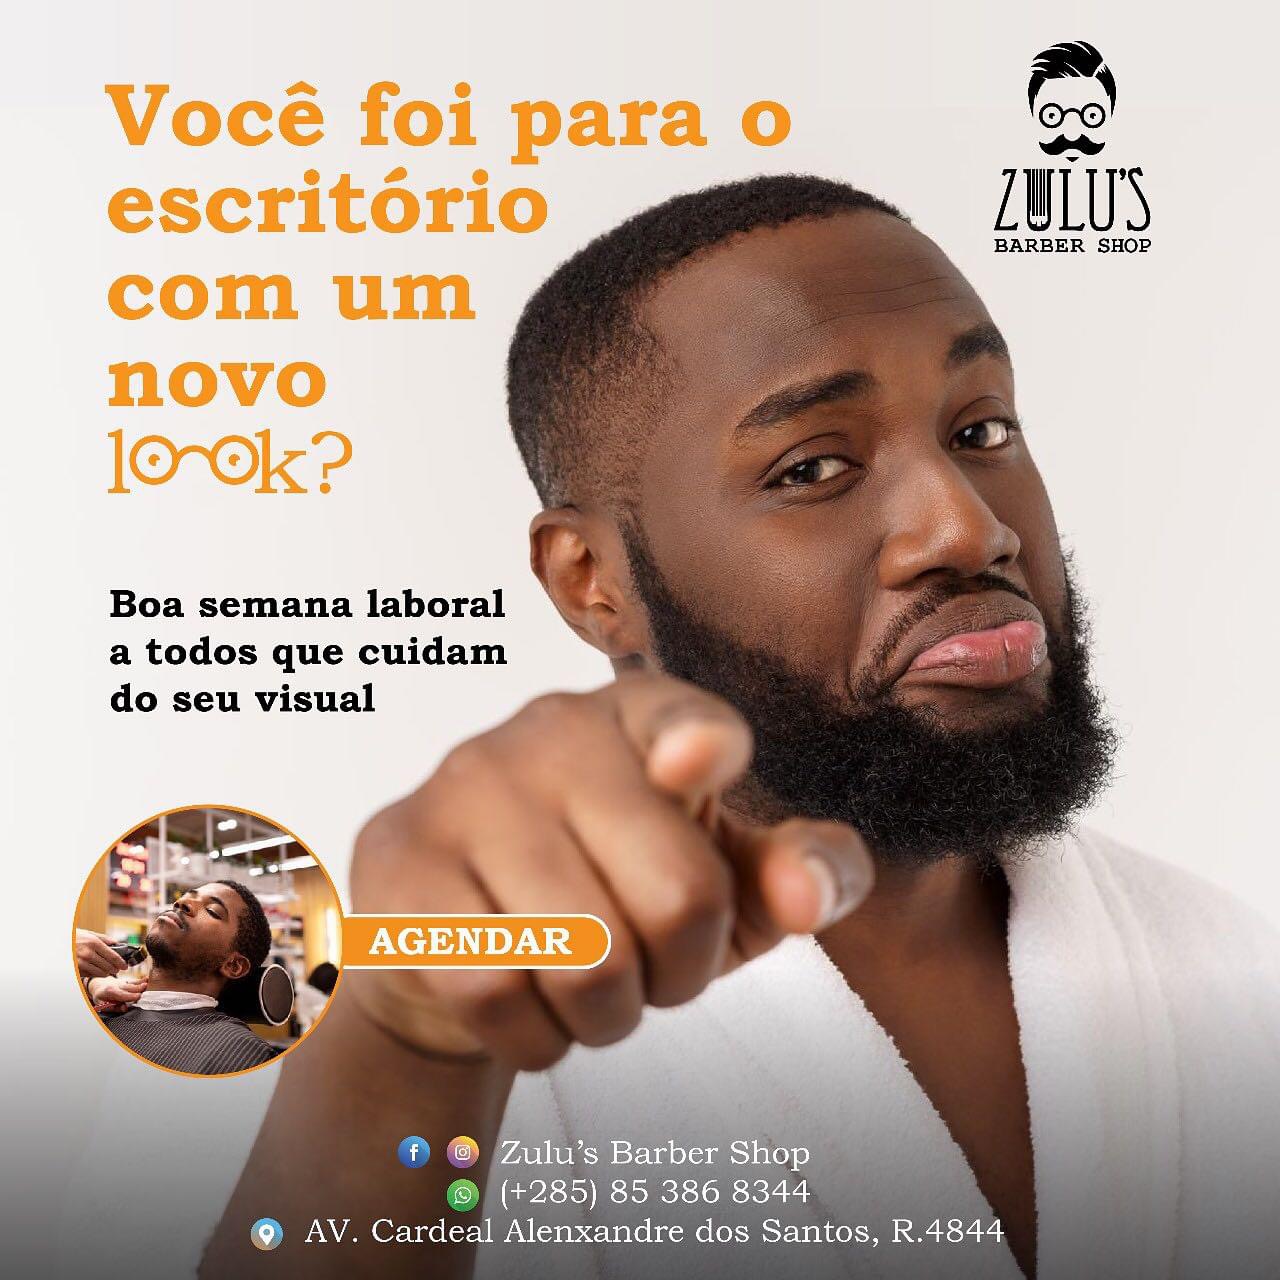 Você foi para o
escritório
com um
novo
look?
ZULU'S
BARBER SHOP
Boa semana laboral
a todos que cuidam
do seu visual
AGENDAR
Zulu's Barber Shop
(+285) 85 386 8344
AV. Cardeal Alenxandre dos Santos, R.4844